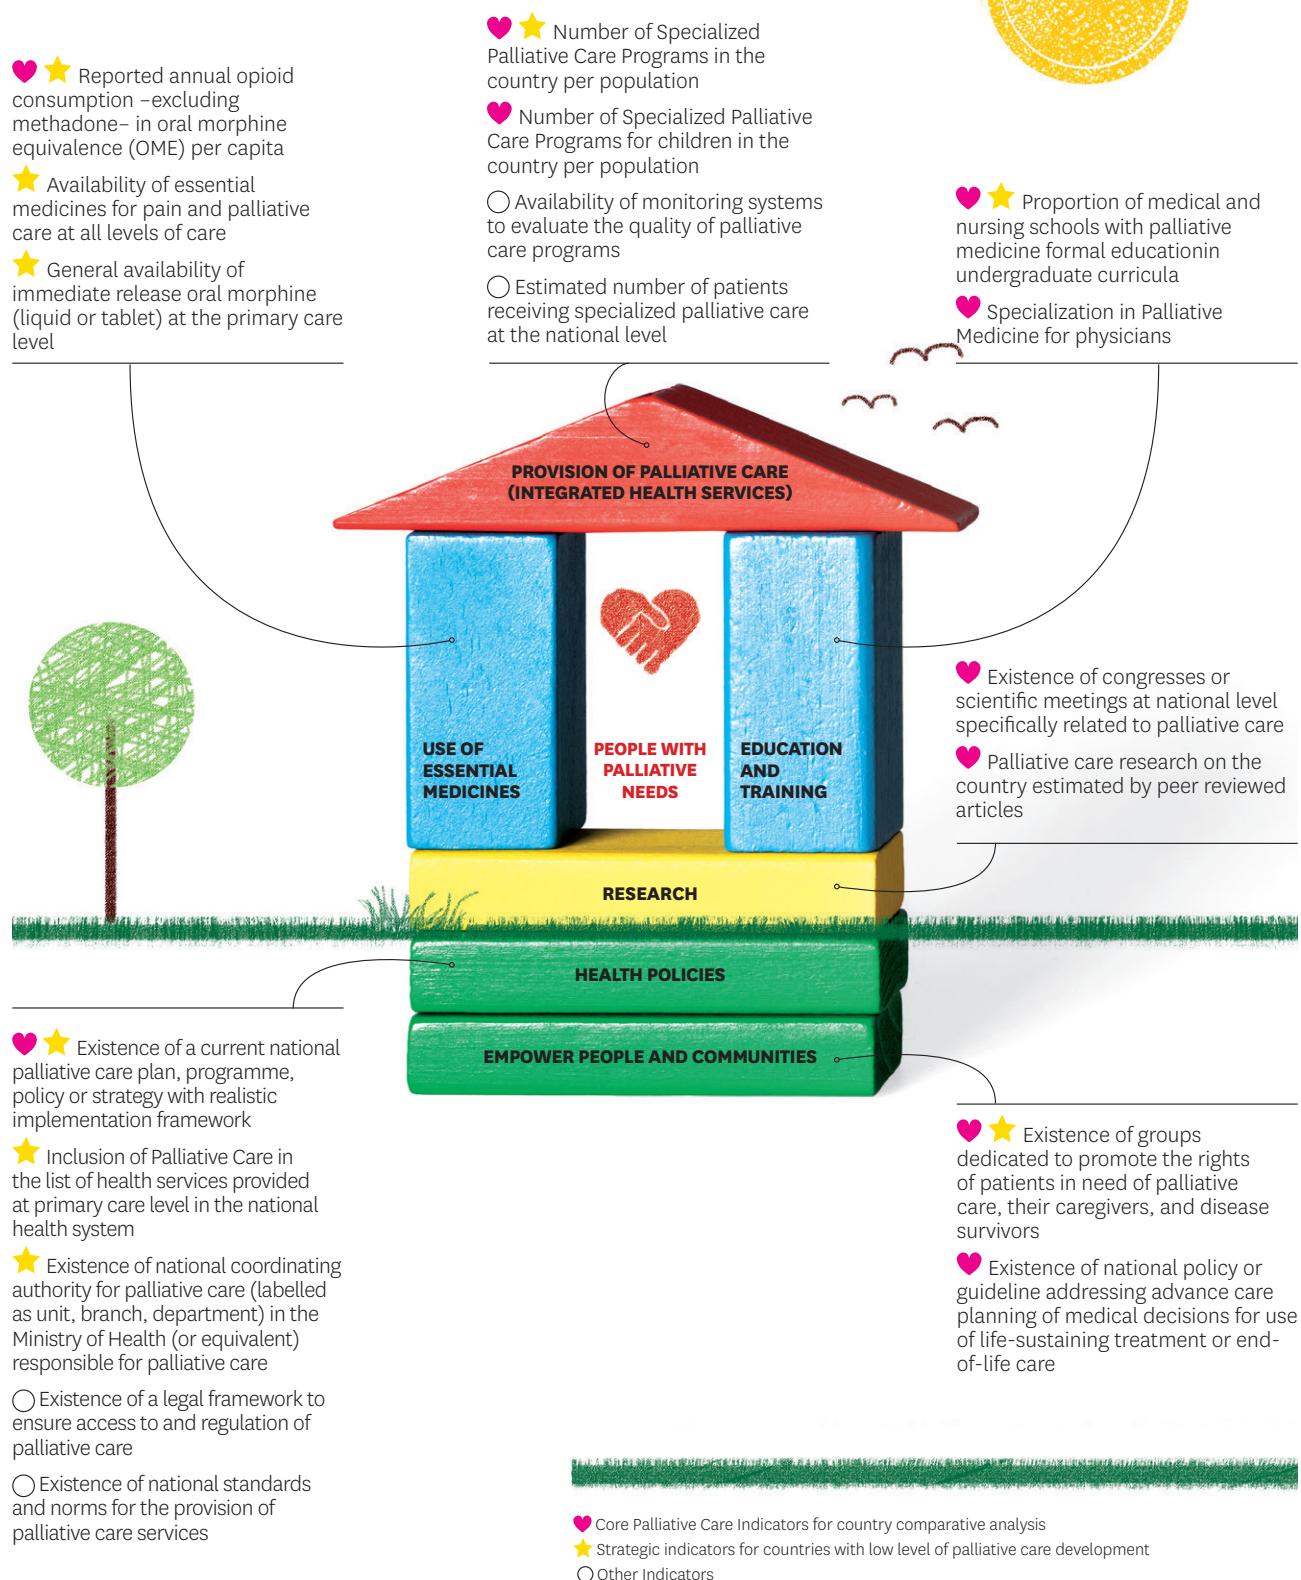 Reported annual opioid
consumption –excluding
methadone– in oral morphine
equivalence (OME) per capita
Availability of essential
medicines for pain and palliative
care at all levels of care
General availability of
immediate release oral morphine
(liquid or tablet) at the primary care
level
Number of Specialized
Palliative Care Programs in the
country per population
Number of Specialized Palliative
Care Programs for children in the
country per population
Availability of monitoring systems
to evaluate the quality of palliative
care programs
Estimated number of patients
receiving specialized palliative care
at the national level
Proportion of medical and
nursing schools with palliative
medicine formal educationin
undergraduate curricula
Specialization in Palliative
Medicine for physicians
PROVISION OF PALLIATIVE CARE
(INTEGRATED HEALTH SERVICES)
USE OF
ESSENTIAL
MEDICINES
PEOPLE WITH
PALLIATIVE
NEEDS
EDUCATION
AND
TRAINING
Existence of congresses or
scientific meetings at national level
specifically related to palliative care
Palliative care research on the
country estimated by peer reviewed
articles
RESEARCH
HEALTH POLICIES
EMPOWER PEOPLE AND COMMUNITIES
Existence of a current national
palliative care plan, programme,
policy or strategy with realistic
implementation framework
Inclusion of Palliative Care in
the list of health services provided
at primary care level in the national
health system
Existence of national coordinating
authority for palliative care (labelled
as unit, branch, department) in the
Ministry of Health (or equivalent)
responsible for palliative care
Existence of a legal framework to
ensure access to and regulation of
palliative care
Existence of national standards
and norms for the provision of
palliative care services
Existence of groups
dedicated to promote the rights
of patients in need of palliative
care, their caregivers, and disease
survivors
Existence of national policy or
guideline addressing advance care
planning of medical decisions for use
of life-sustaining treatment or end-
of-life care
Core Palliative Care Indicators for country comparative analysis
Strategic indicators for countries with low level of palliative care development
Other Indicators